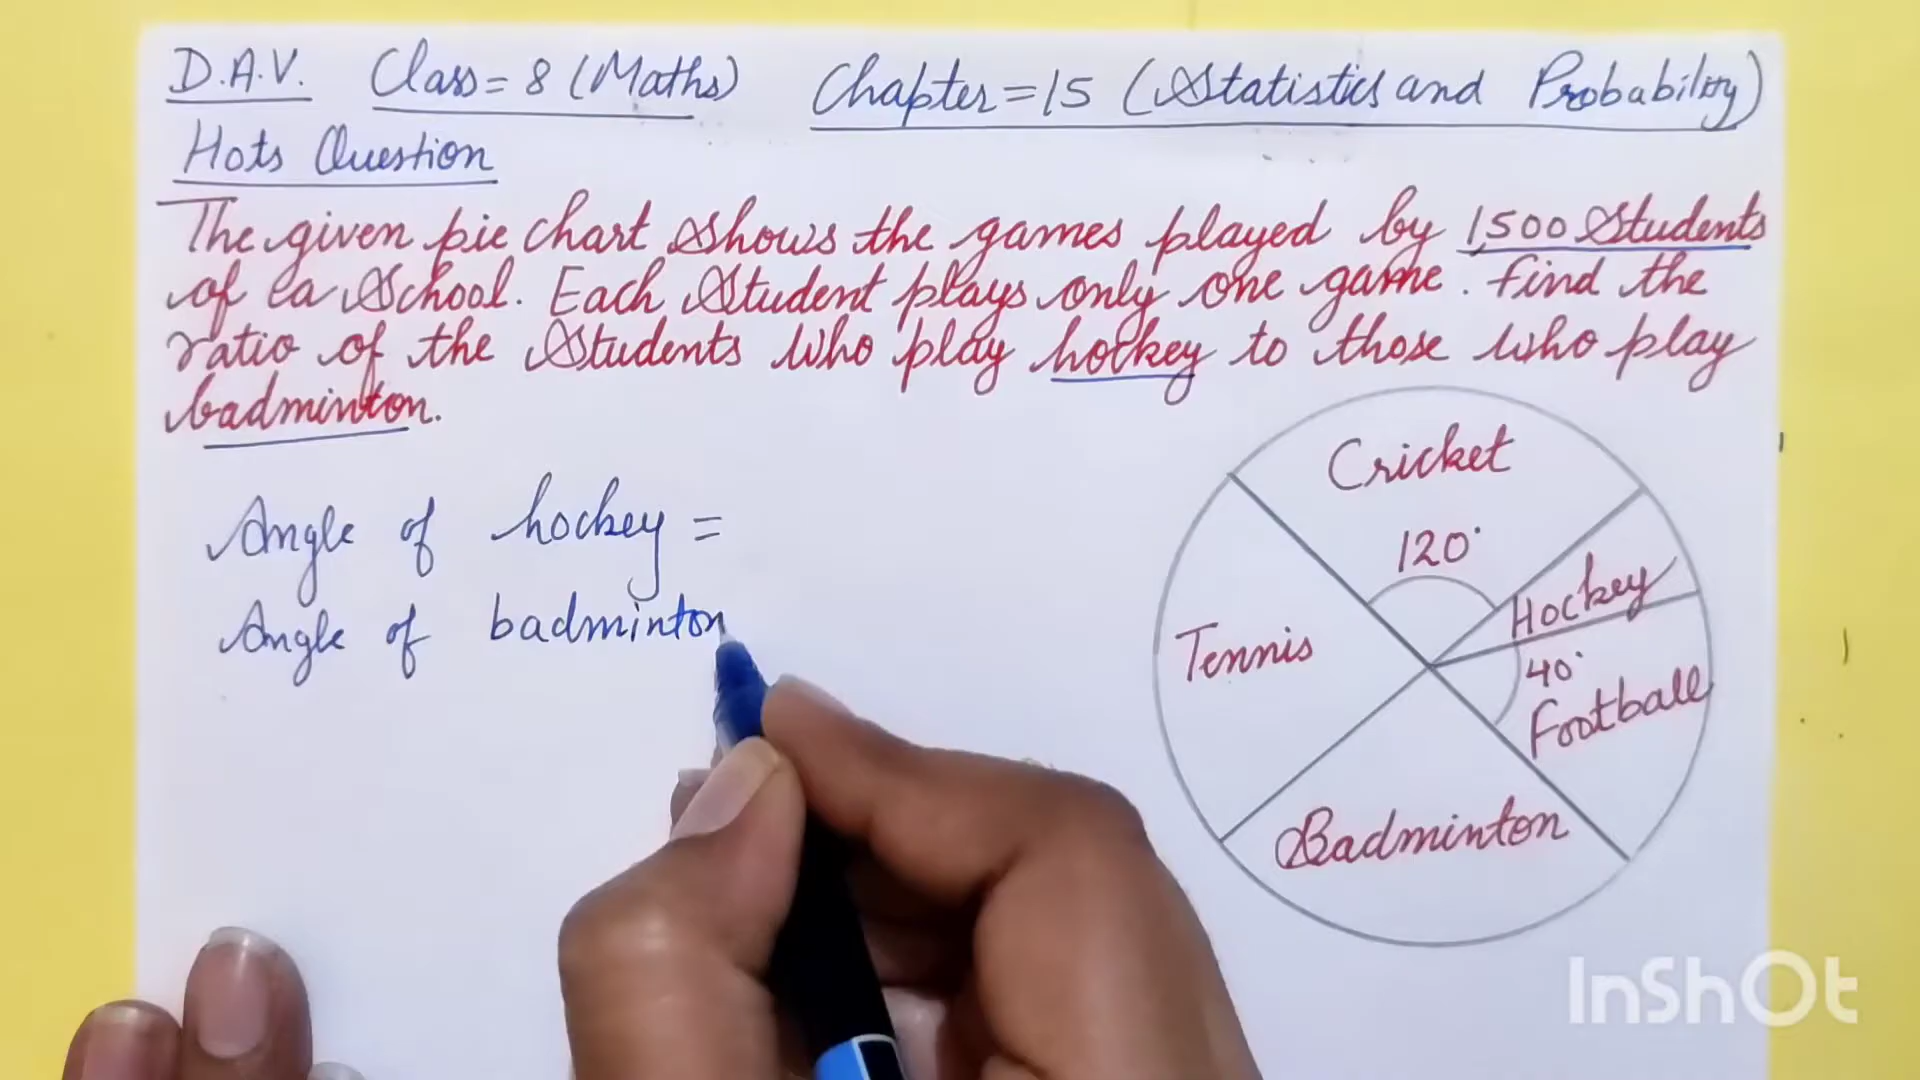 D.A.V. Class = 8 (Maths) Chapter = 15 (Statistics and Probability)
Hots Question
The given pie chart shows the games played by 1500 Students
of a School. Each Student plays only one game. find the
ratio of the Students who play hockey to those who play
badminton.
Angle of hockey =
Angle of badminton
Cricket
120°
Hockey
Tennis
40°
Football
Badminton
InShOt